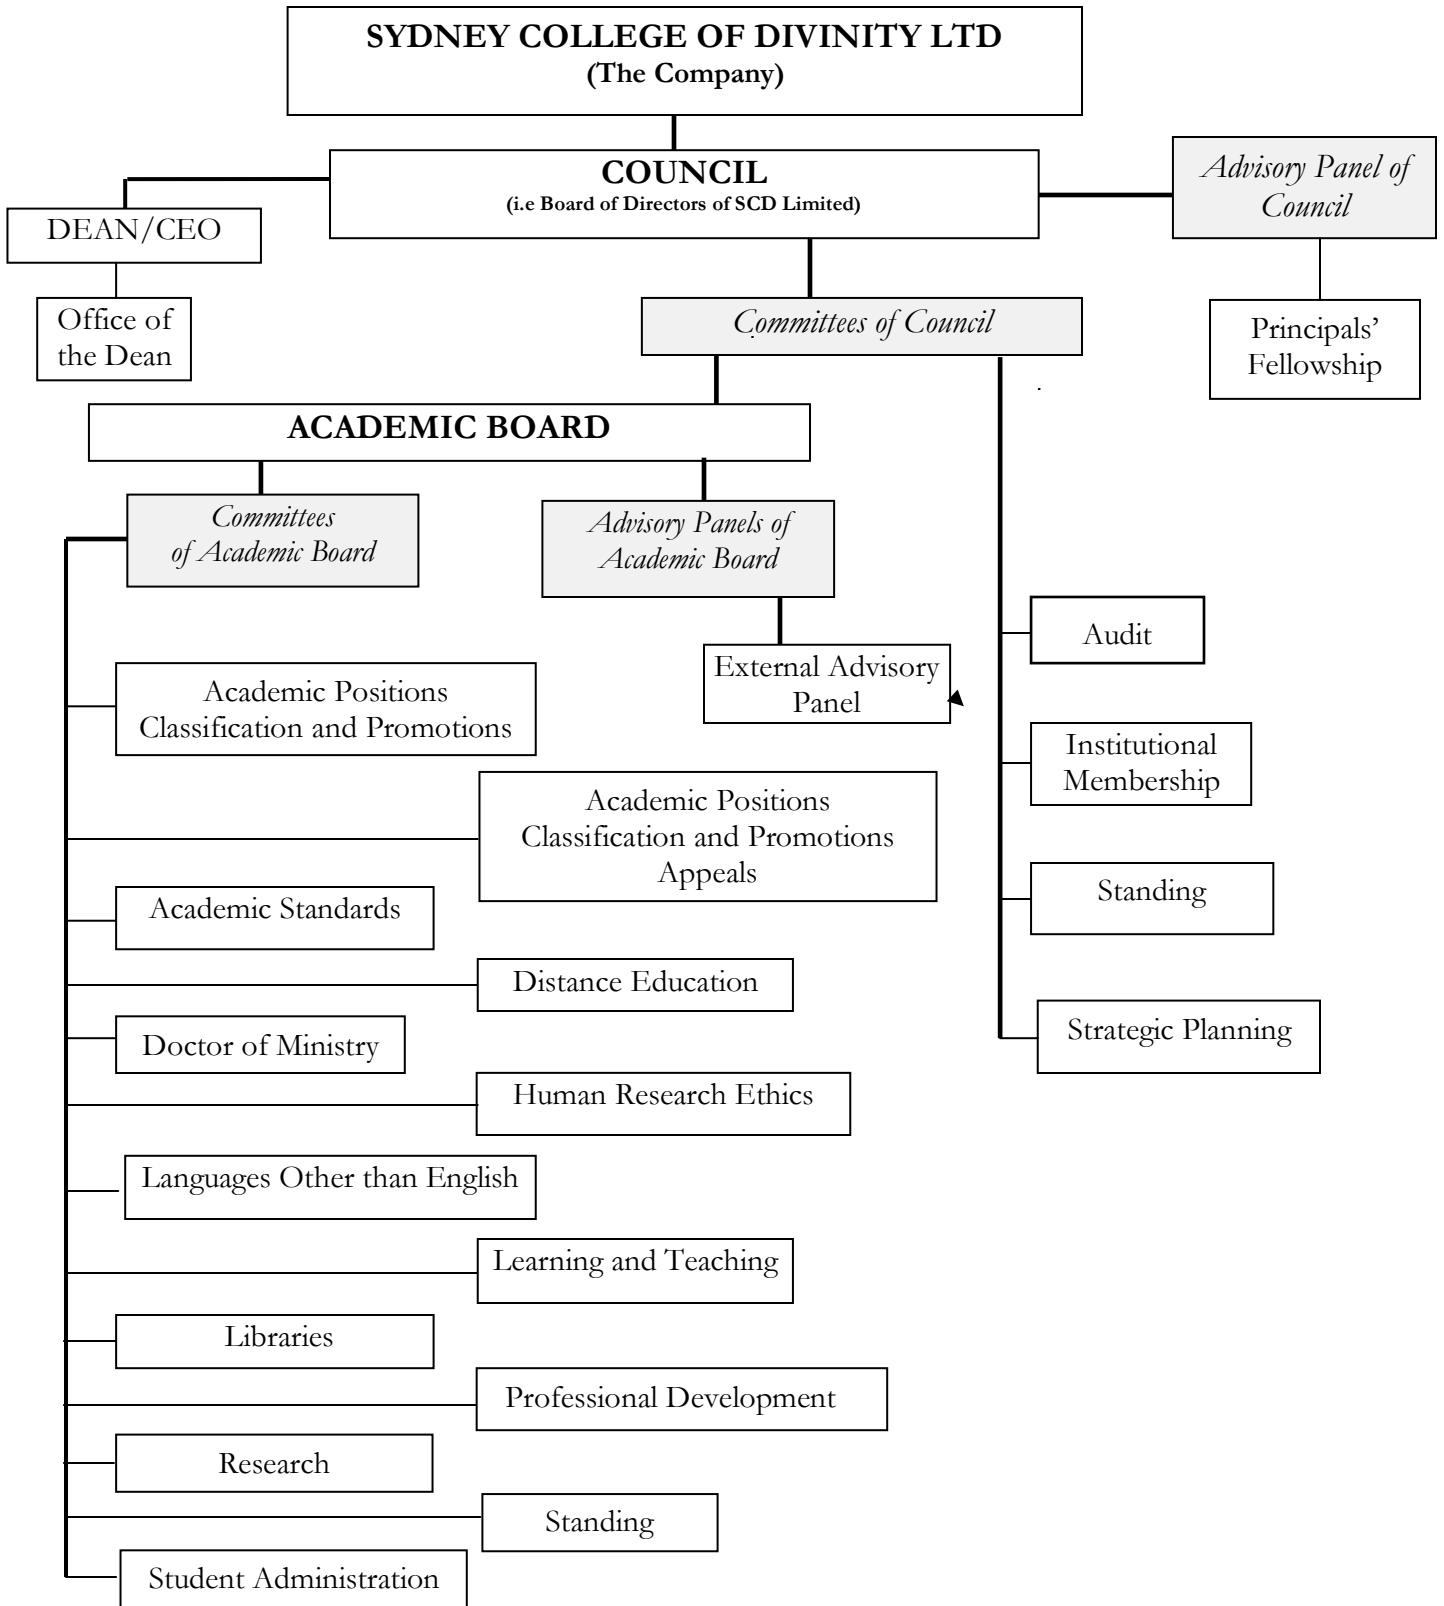 SYDNEY COLLEGE OF DIVINITY LTD
(The Company)
COUNCIL
(i.e Board of Directors of SCD Limited)
Advisory Panel of
Council
DEAN/CEO
Office of
the Dean
Committees of Council
Principals’
Fellowship
ACADEMIC BOARD
Committees
of Academic Board
Advisory Panels of
Academic Board
External Advisory
Panel
Audit
Institutional
Membership
Standing
Strategic Planning
Academic Positions
Classification and Promotions
Academic Positions
Classification and Promotions
Appeals
Academic Standards
Distance Education
Doctor of Ministry
Human Research Ethics
Languages Other than English
Learning and Teaching
Libraries
Professional Development
Research
Standing
Student Administration